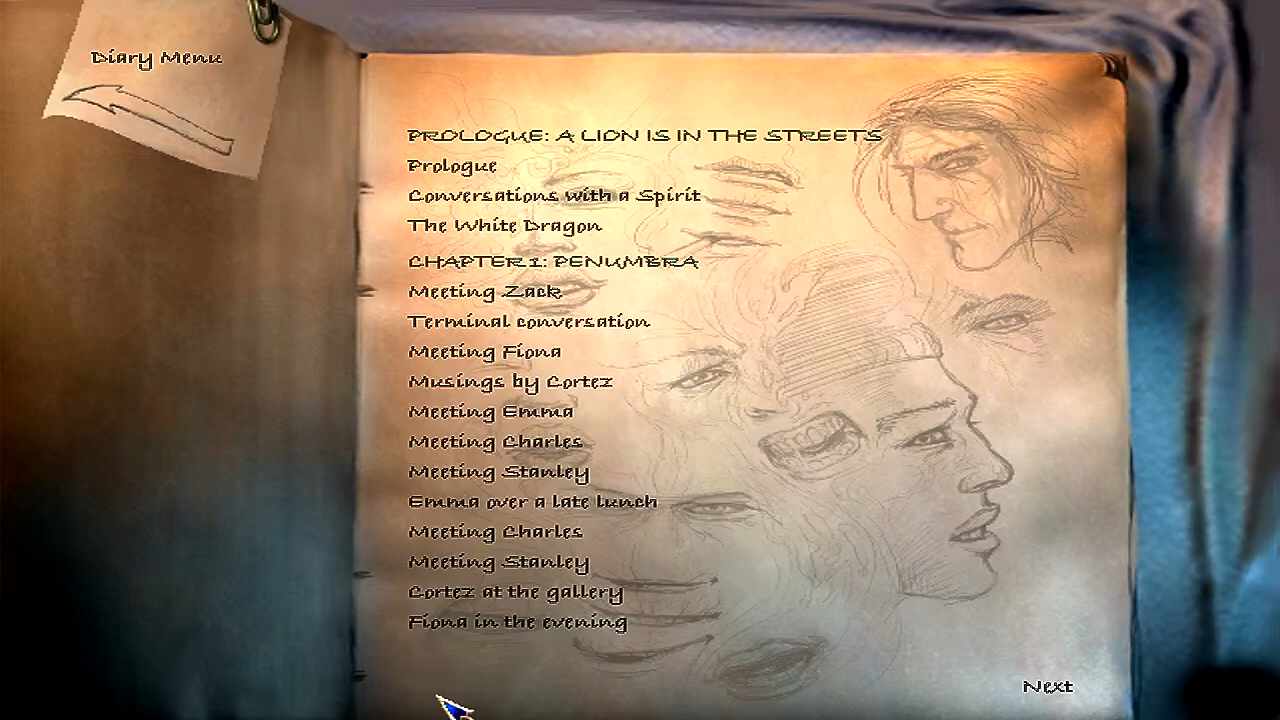 Diary Menu
PROLOGUE: A LION IS IN THE STREETS
Prologue
Conversations with a Spirit
The White Dragon
CHAPTER 1: PENUMBRA
Meeting Zack
Terminal conversation
Meeting Fiona
Musings by Cortez
Meeting Emma
Meeting Charles
Meeting Stanley
Emma over a late lunch
Meeting Charles
Meeting Stanley
Cortez at the gallery
Fiona in the evening
Next